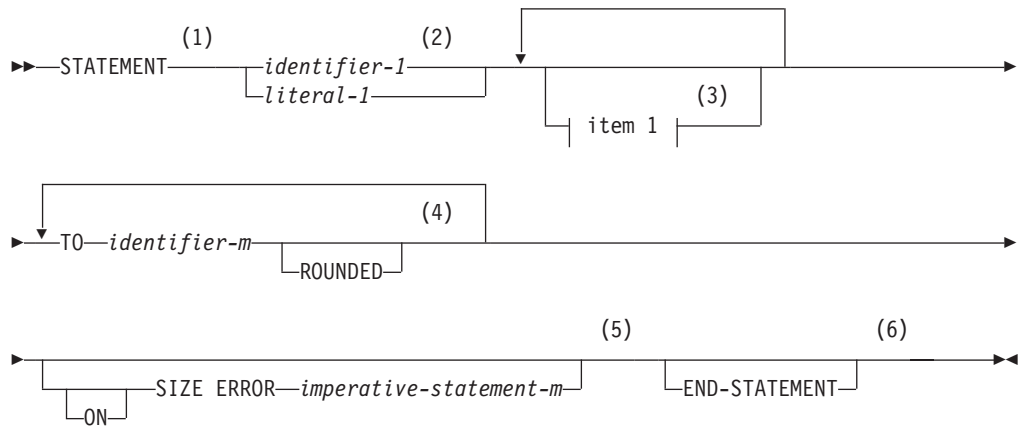 (1) (2)
STATEMENT identifier-1
literal-1 (3)
item 1
(4)
TO identifier-m
ROUNDED
(5) (6)
SIZE ERROR imperative-statement-m END-STATEMENT
ON